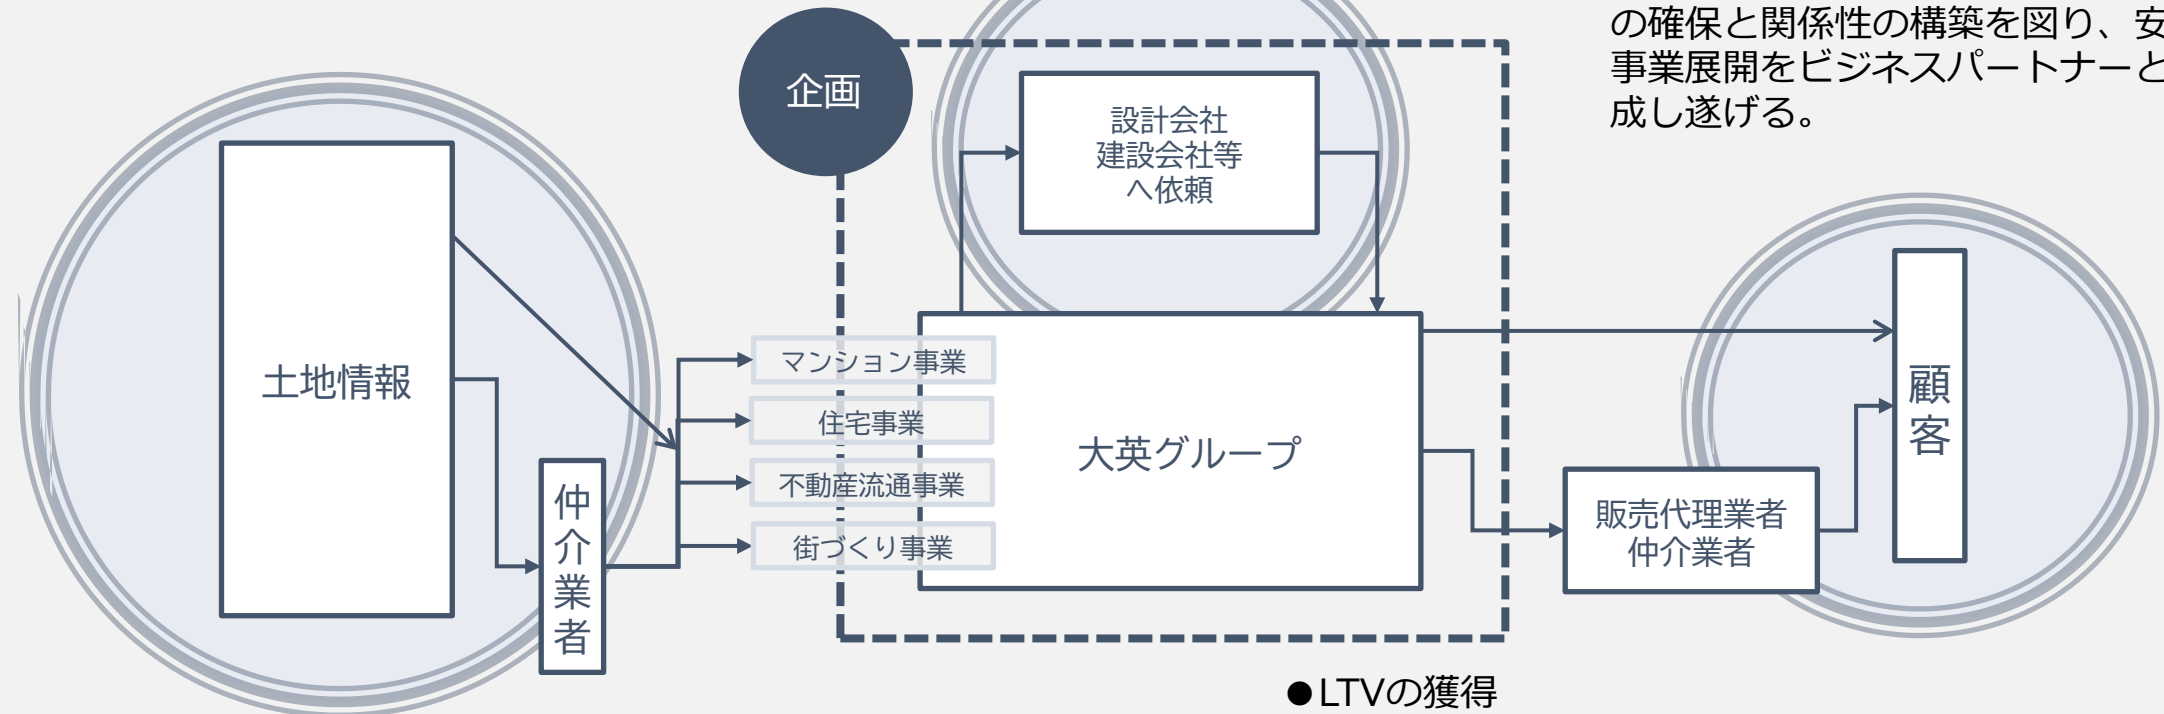 の確保と関係性の構築を図り、安
事業展開をビジネスパートナーと
成し遂げる。
企画
設計会社
建設会社等
へ依頼
土地情報
仲介業者
マンション事業
住宅事業
不動産流通事業
街づくり事業
大英グループ
販売代理業者
仲介業者
顧客
●LTVの獲得